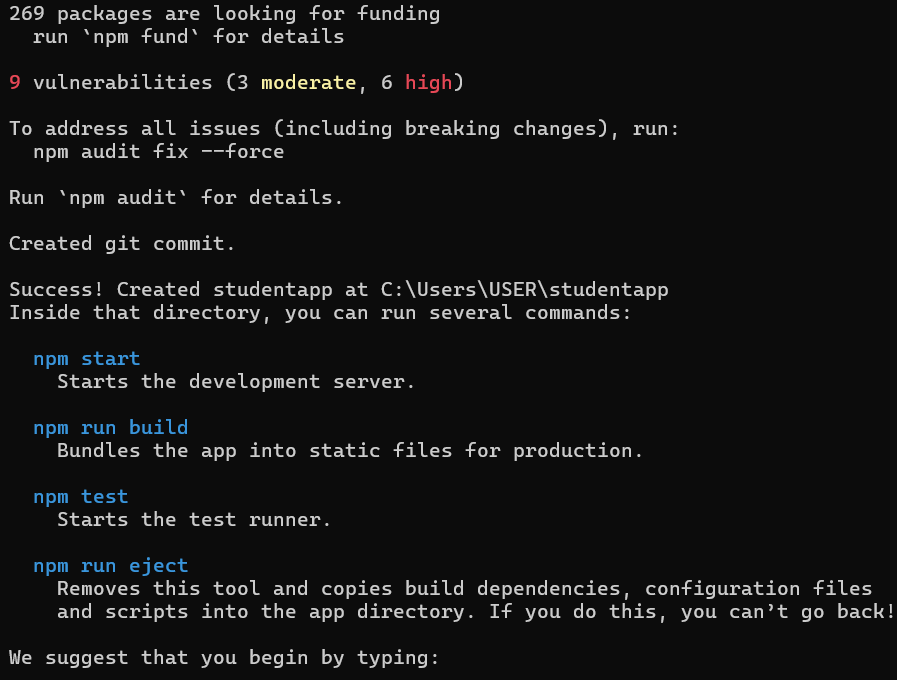 269 packages are looking for funding
  run `npm fund` for details
9 vulnerabilities (3 moderate, 6 high)
To address all issues (including breaking changes), run:
  npm audit fix --force
Run `npm audit` for details.
Created git commit.
Success! Created studentapp at C:\Users\USER\studentapp
Inside that directory, you can run several commands:
  npm start
    Starts the development server.
  npm run build
    Bundles the app into static files for production.
  npm test
    Starts the test runner.
  npm run eject
    Removes this tool and copies build dependencies, configuration files
    and scripts into the app directory. If you do this, you can’t go back!
We suggest that you begin by typing: